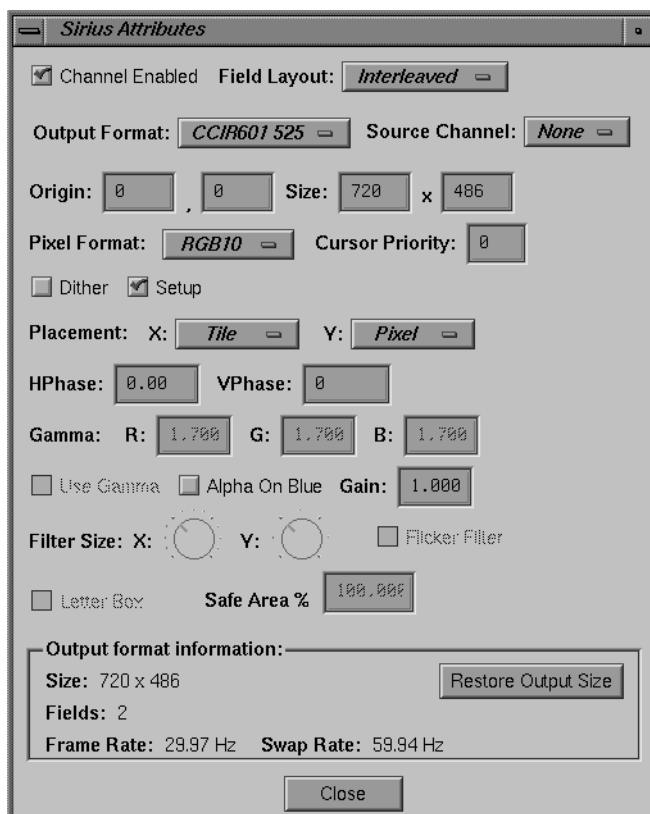 Sirius Attributes
Channel Enabled Field Layout: Interleaved
Output Format: CCIR601 525 Source Channel: None
Origin: 0 , 0 Size: 720 x 486
Pixel Format: RGB10 Cursor Priority: 0
Dither Setup
Placement: X: Tile Y: Pixel
HPhase: 0.00 VPhase: 0
Gamma: R: 1.700 G: 1.700 B: 1.700
Use Gamma Alpha On Blue Gain: 1.000
Filter Size: X: Y: Flicker Filter
Letter Box Safe Area % 100.000
Output format information:
Size: 720 x 486 Restore Output Size
Fields: 2
Frame Rate: 29.97 Hz Swap Rate: 59.94 Hz
Close